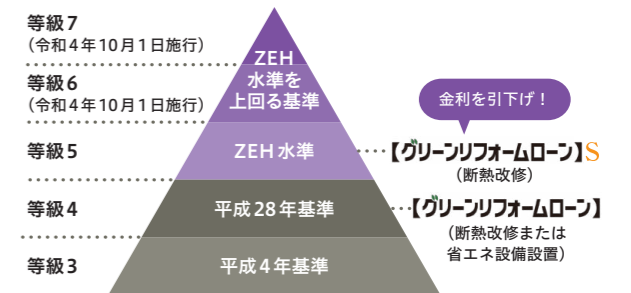 等級7
(令和4年10月1日施行)
ZEH
水準を
上回る基準
等級6
(令和4年10月1日施行)
金利を引下げ！
等級5
ZEH水準
【グリーンリフォームローン】S
(断熱改修)
等級4
平成28年基準
【グリーンリフォームローン】
(断熱改修または
省エネ設備設置)
等級3
平成4年基準